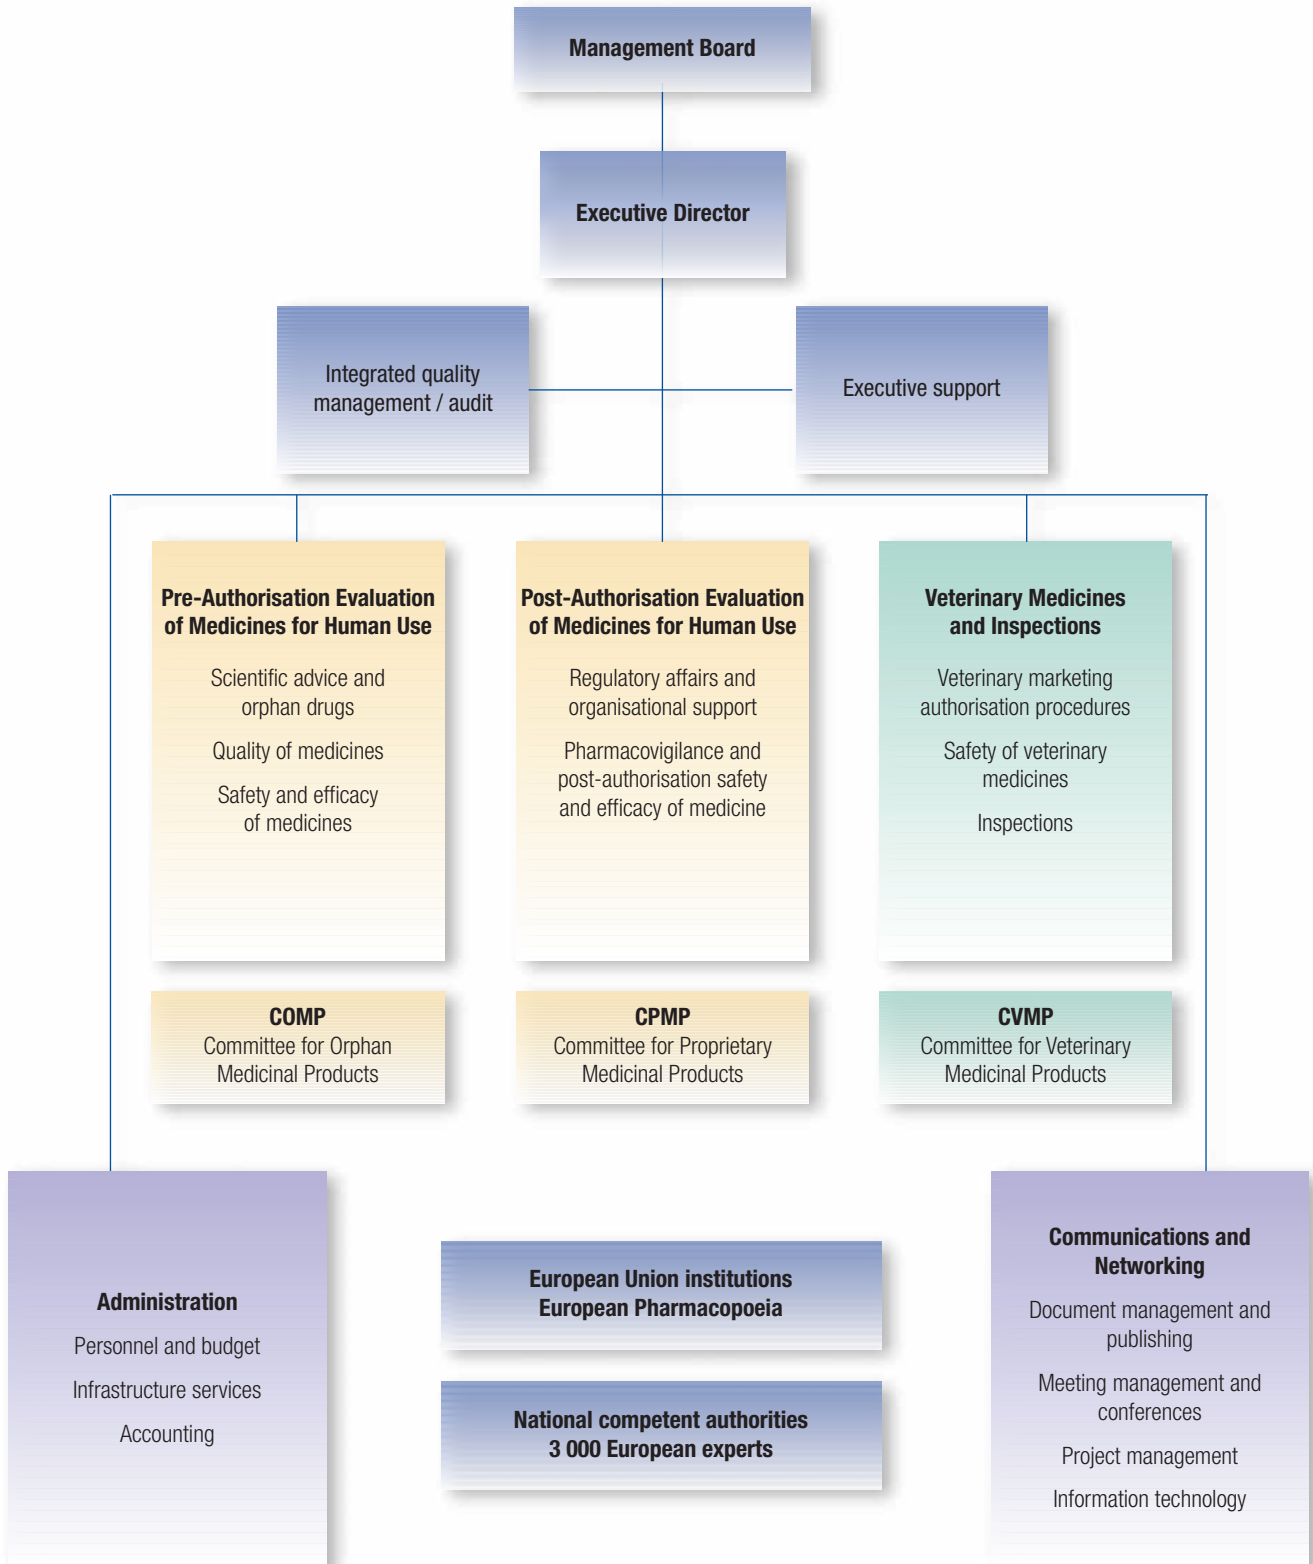 Management Board
Executive Director
Integrated quality
management / audit
Executive support
Pre-Authorisation Evaluation
of Medicines for Human Use
Scientific advice and
orphan drugs
Quality of medicines
Safety and efficacy
of medicines
Post-Authorisation Evaluation
of Medicines for Human Use
Regulatory affairs and
organisational support
Pharmacovigilance and
post-authorisation safety
and efficacy of medicine
Veterinary Medicines
and Inspections
Veterinary marketing
authorisation procedures
Safety of veterinary
medicines
Inspections
COMP
Committee for Orphan
Medicinal Products
CPMP
Committee for Proprietary
Medicinal Products
CVMP
Committee for Veterinary
Medicinal Products
Administration
Personnel and budget
Infrastructure services
Accounting
European Union institutions
European Pharmacopoeia
National competent authorities
3 000 European experts
Communications and
Networking
Document management and
publishing
Meeting management and
conferences
Project management
Information technology